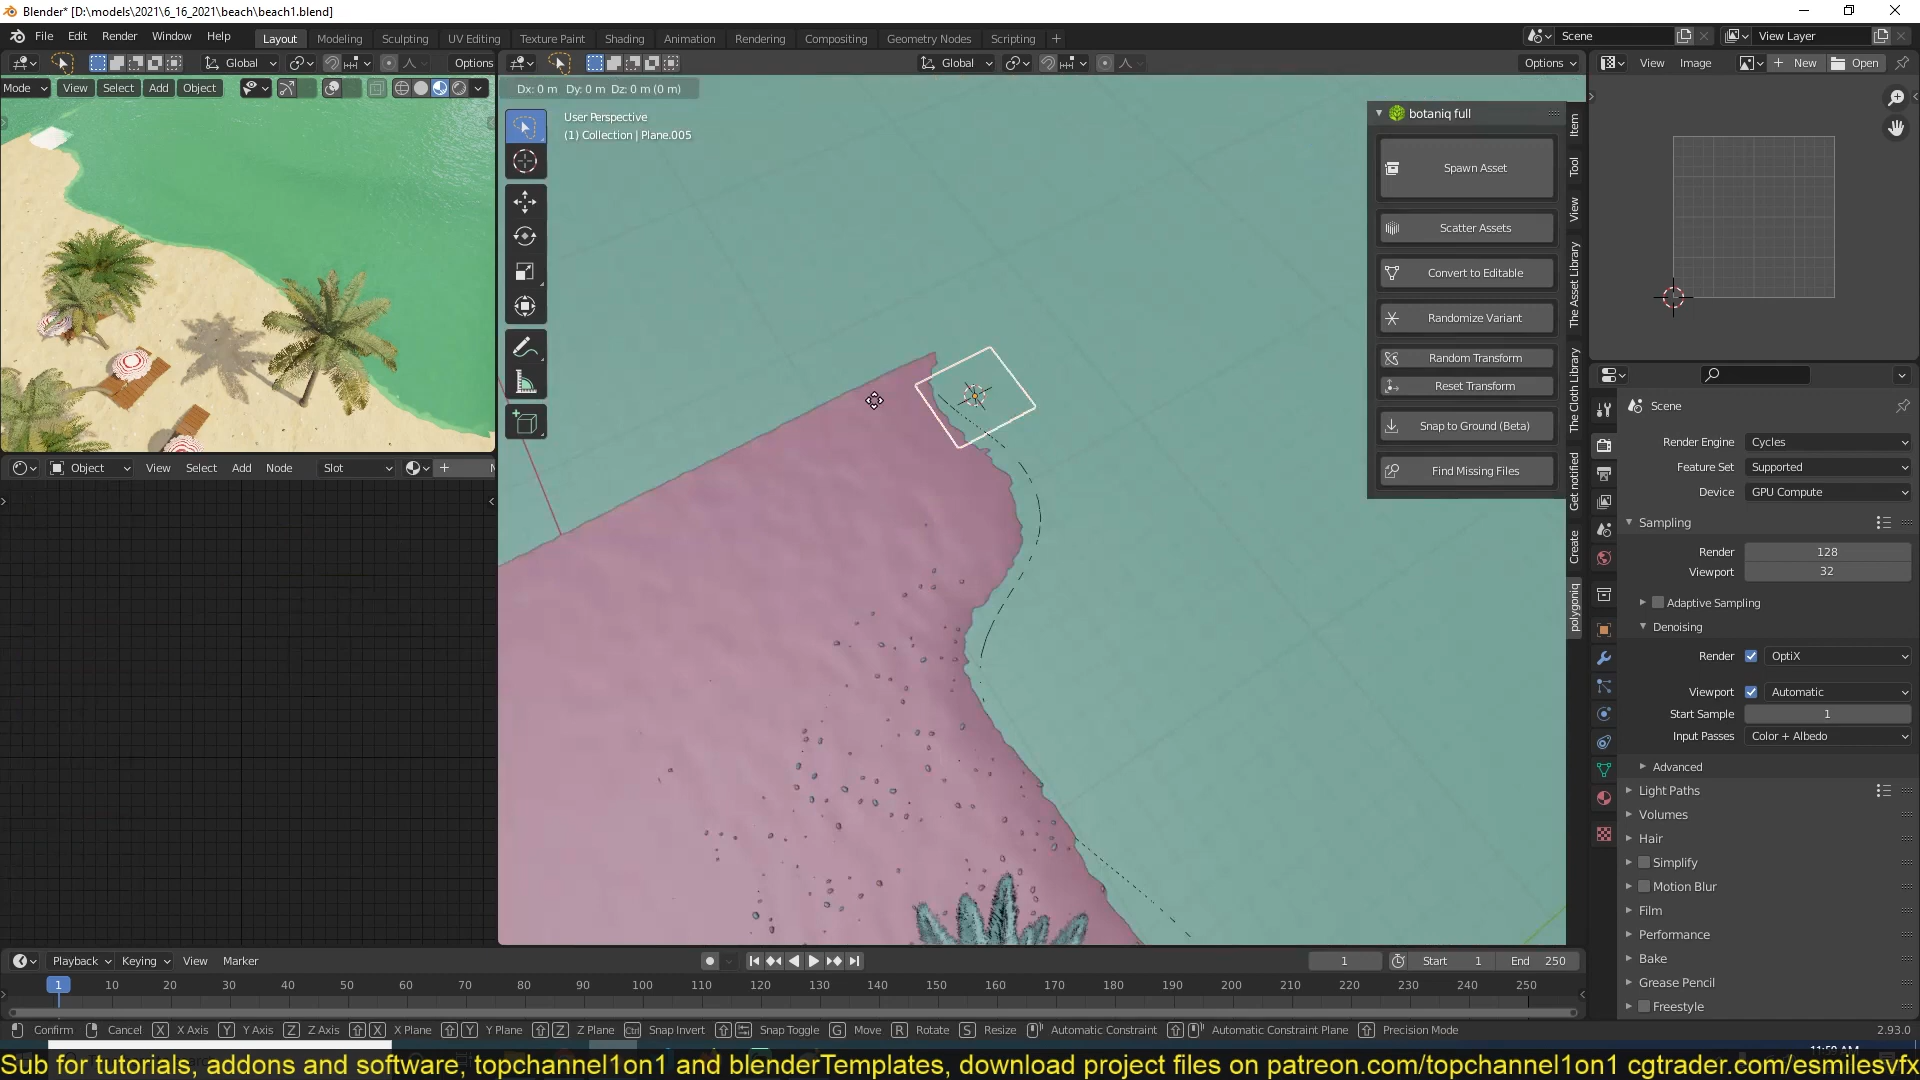 Blender* [D:\models\2021\6_16_2021\beach\beach1.blend]
File Edit Render Window Help Layout Modeling Sculpting UV Editing Texture Paint Shading Animation Rendering Compositing Geometry Nodes Scripting + Scene View Layer
Global Options Global Options View Image New Open
Mode View Select Add Object
Dx: 0 m Dy: 0 m Dz: 0 m (0 m)
User Perspective
(1) Collection | Plane.005
botaniq full
Spawn Asset
Scatter Assets
Convert to Editable
Randomize Variant
Random Transform
Reset Transform
Snap to Ground (Beta)
Find Missing Files
Item
Tool
View
The Asset Library
The Cloth Library
Get notified
Create
polygoniq
Scene
Render Engine Cycles
Feature Set Supported
Device GPU Compute
Sampling
Render 128
Viewport 32
Adaptive Sampling
Denoising
Render OptiX
Viewport Automatic
Start Sample 1
Input Passes Color + Albedo
Advanced
Light Paths
Volumes
Hair
Simplify
Motion Blur
Film
Performance
Bake
Grease Pencil
Freestyle
Object View Select Add Node Slot
Playback Keying View Marker 1 Start 1 End 250
1 10 20 30 40 50 60 70 80 90 100 110 120 130 140 150 160 170 180 190 200 210 220 230 240 250
Confirm Cancel X X Axis Y Y Axis Z Z Axis X X Plane Y Y Plane Z Z Plane Ctrl Snap Invert Snap Toggle G Move R Rotate S Resize Automatic Constraint Automatic Constraint Plane Precision Mode 2.93.0
Sub for tutorials, addons and software, topchannel1on1 and blenderTemplates, download project files on patreon.com/topchannel1on1 cgtrader.com/esmilesvfx